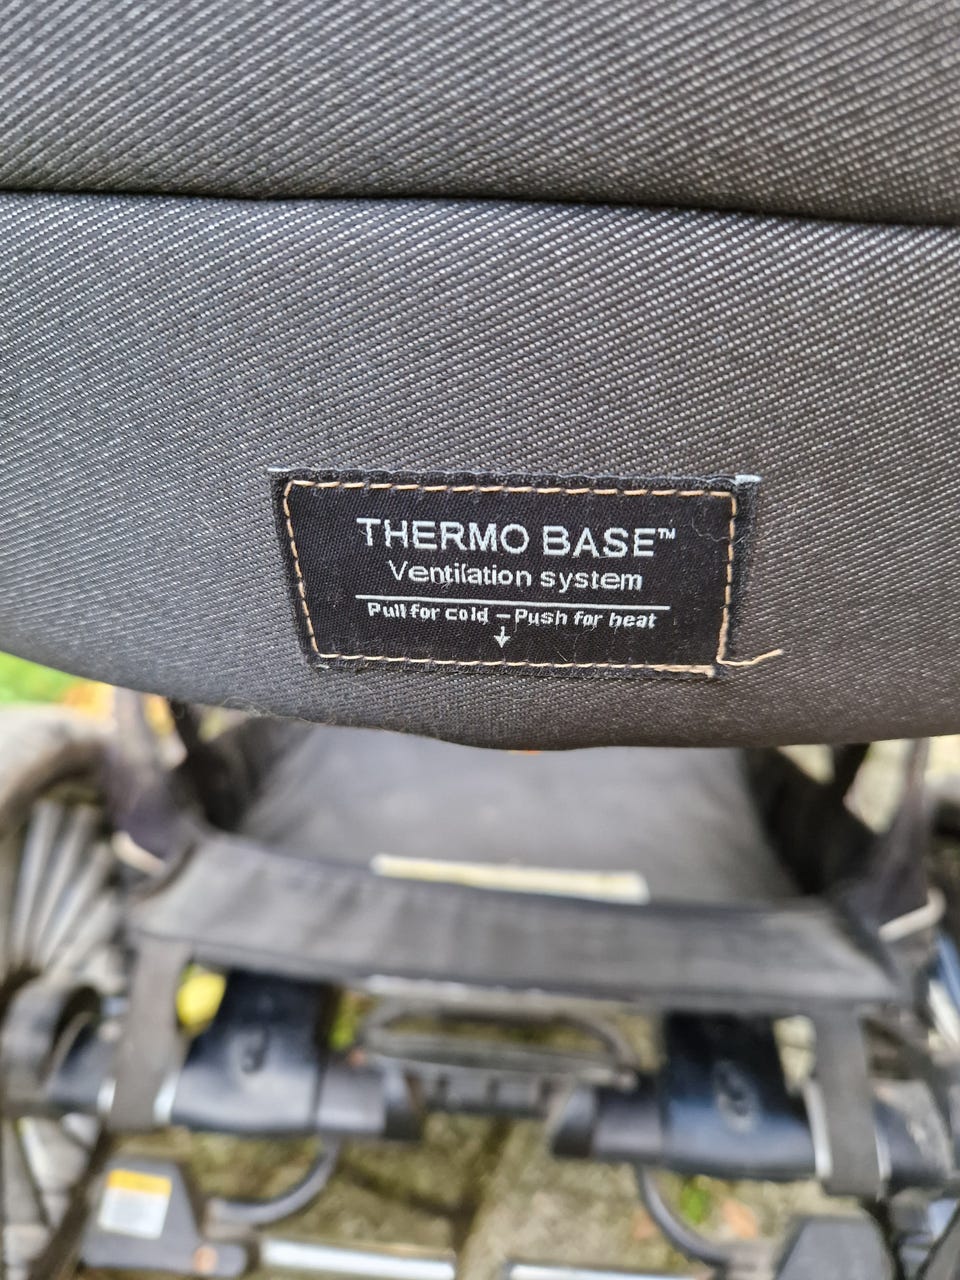 THERMO BASE™
Ventilation system
Pull for cold – Push for heat